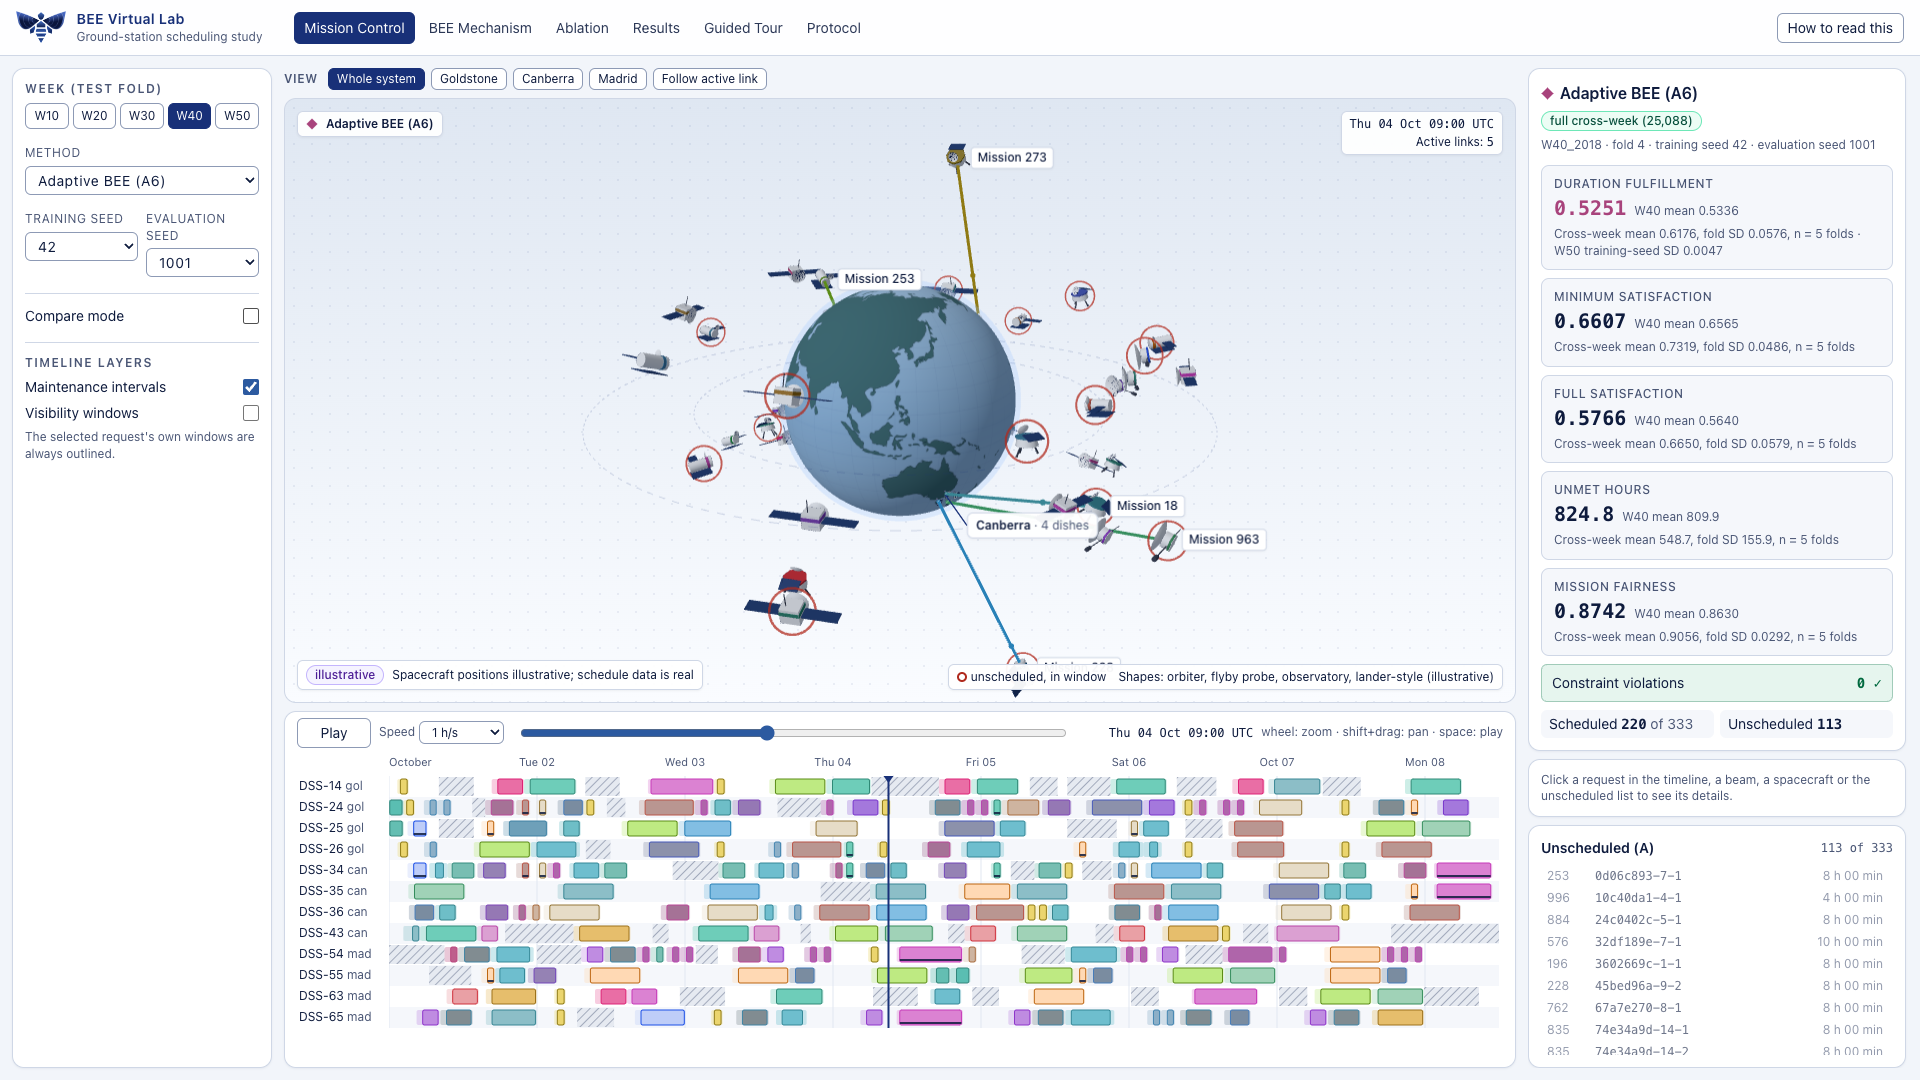 BEE Virtual Lab
Ground-station scheduling study
Mission Control
BEE Mechanism
Ablation
Results
Guided Tour
Protocol
How to read this
WEEK (TEST FOLD)
W10
W20
W30
W40
W50
METHOD
Adaptive BEE (A6)
TRAINING SEED
42
EVALUATION
SEED
1001
Compare mode
TIMELINE LAYERS
Maintenance intervals
Visibility windows
The selected request's own windows are
always outlined.
VIEW
Whole system
Goldstone
Canberra
Madrid
Follow active link
Adaptive BEE (A6)
Thu 04 Oct 09:00 UTC
Active links: 5
Mission 273
Mission 253
Mission 18
Canberra · 4 dishes
Mission 963
illustrative Spacecraft positions illustrative; schedule data is real
unscheduled, in window Shapes: orbiter, flyby probe, observatory, lander-style (illustrative)
Play
Speed
1 h/s
Thu 04 Oct 09:00 UTC
wheel: zoom · shift+drag: pan · space: play
October
Tue 02
Wed 03
Thu 04
Fri 05
Sat 06
Oct 07
Mon 08
DSS-14 gol
DSS-24 gol
DSS-25 gol
DSS-26 gol
DSS-34 can
DSS-35 can
DSS-36 can
DSS-43 can
DSS-54 mad
DSS-55 mad
DSS-63 mad
DSS-65 mad
Adaptive BEE (A6)
full cross-week (25,088)
W40_2018 · fold 4 · training seed 42 · evaluation seed 1001
DURATION FULFILLMENT
0.5251 W40 mean 0.5336
Cross-week mean 0.6176, fold SD 0.0576, n = 5 folds ·
W50 training-seed SD 0.0047
MINIMUM SATISFACTION
0.6607 W40 mean 0.6565
Cross-week mean 0.7319, fold SD 0.0486, n = 5 folds
FULL SATISFACTION
0.5766 W40 mean 0.5640
Cross-week mean 0.6650, fold SD 0.0579, n = 5 folds
UNMET HOURS
824.8 W40 mean 809.9
Cross-week mean 548.7, fold SD 155.9, n = 5 folds
MISSION FAIRNESS
0.8742 W40 mean 0.8630
Cross-week mean 0.9056, fold SD 0.0292, n = 5 folds
Constraint violations 0 ✓
Scheduled 220 of 333
Unscheduled 113
Click a request in the timeline, a beam, a spacecraft or the
unscheduled list to see its details.
Unscheduled (A) 113 of 333
253 0d06c893-7-1 8 h 00 min
996 10c40da1-4-1 4 h 00 min
884 24c0402c-5-1 8 h 00 min
576 32df189e-7-1 10 h 00 min
196 3602669c-1-1 8 h 00 min
228 45bed96a-9-2 8 h 00 min
762 67a7e270-8-1 8 h 00 min
835 74e34a9d-14-1 8 h 00 min
835 74e34a9d-14-2 8 h 00 min